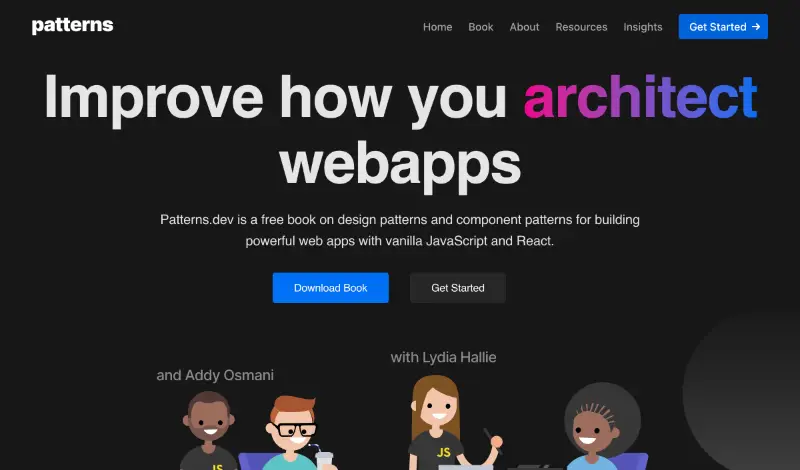 patterns
Home Book About Resources Insights Get Started →
Improve how you architect
webapps
Patterns.dev is a free book on design patterns and component patterns for building
powerful web apps with vanilla JavaScript and React.
Download Book Get Started
with Lydia Hallie
and Addy Osmani
JS
JS